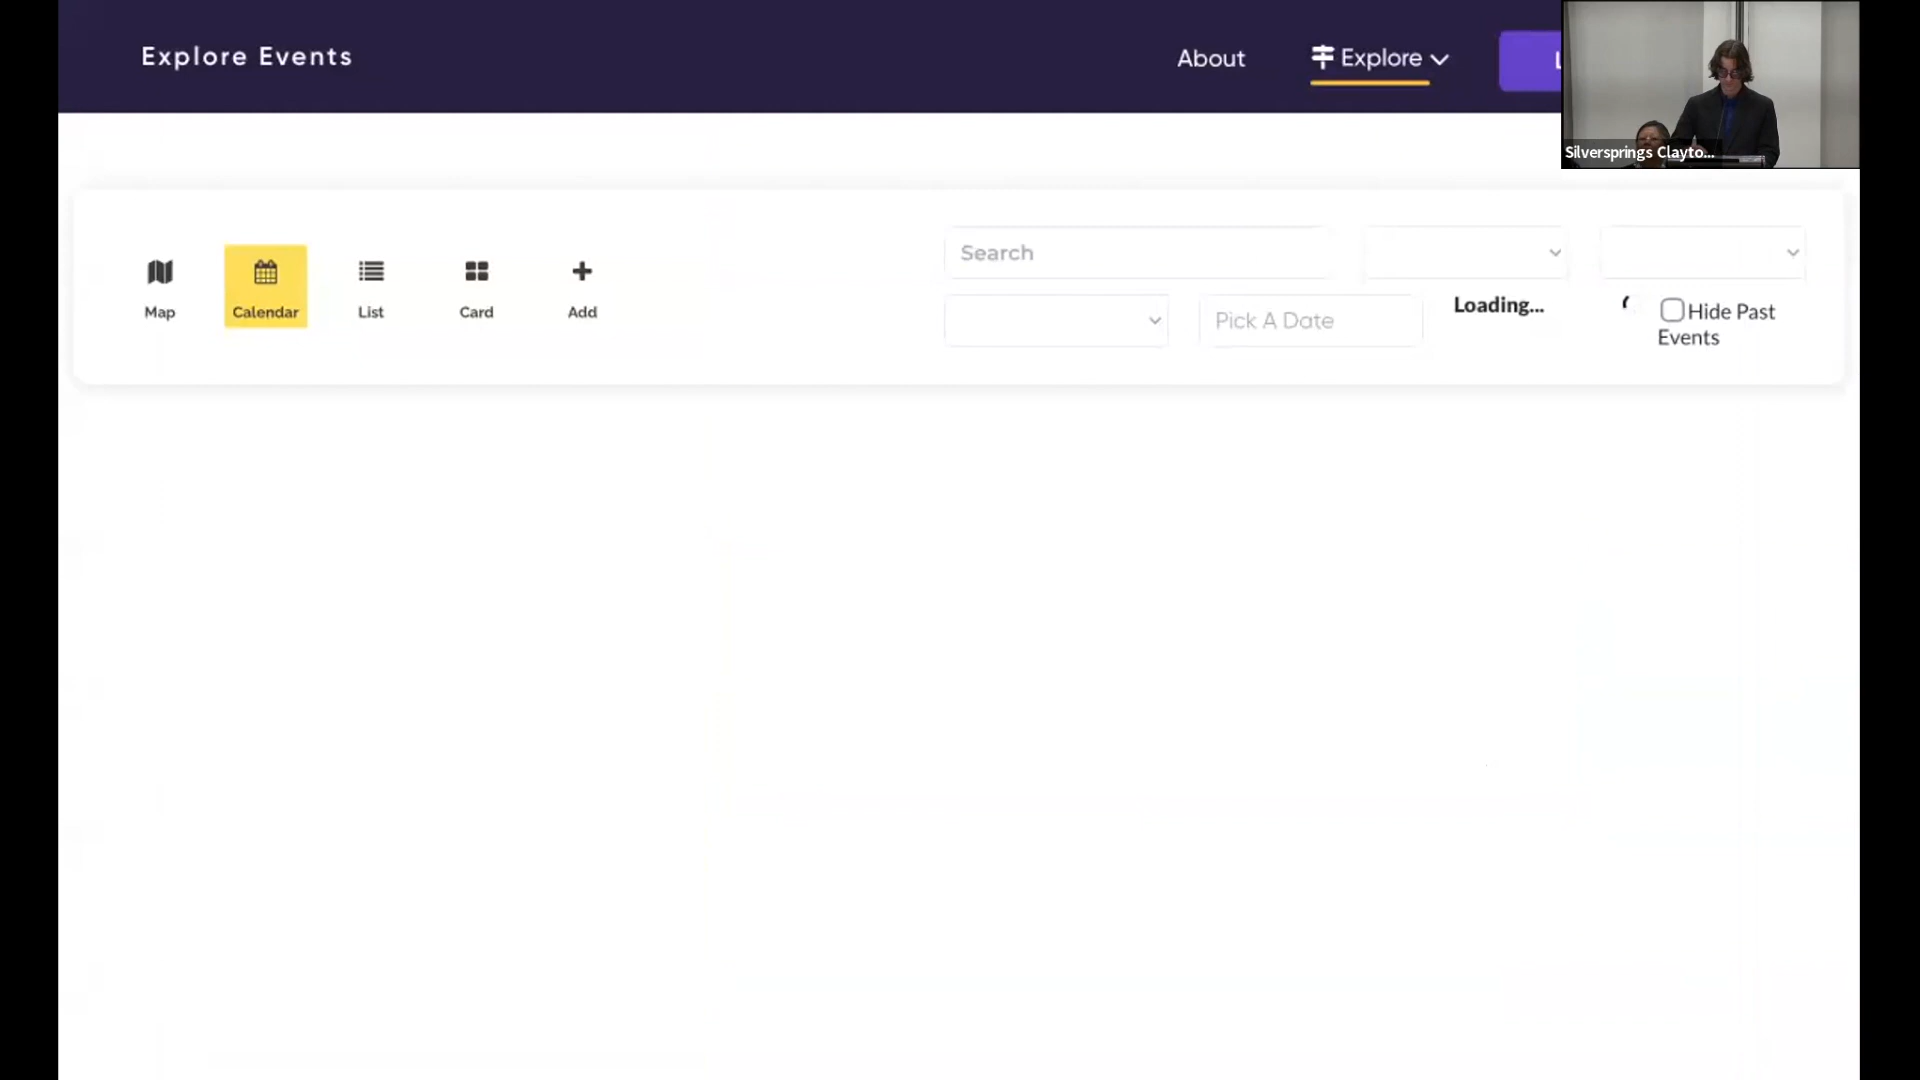 Explore Events
About
Explore
Silversprings Clayto...
Search
Map
Calendar
List
Card
Add
Pick A Date
Loading...
Hide Past
Events